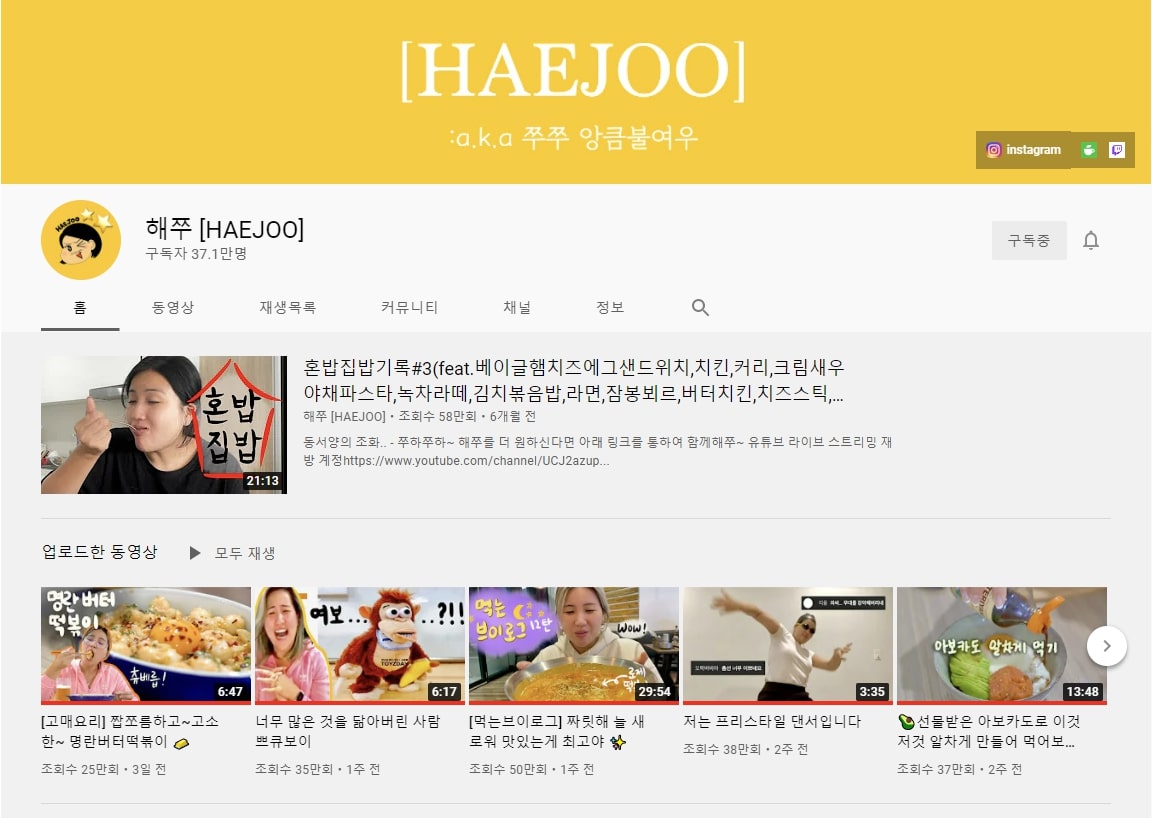 [HAEJOO]
:a.k.a 쭈쭈 앙큼불여우
instagram
HAEJOO
해쭈 [HAEJOO]
구독자 37.1만명
구독중
홈 동영상 재생목록 커뮤니티 채널 정보
혼밥
집밥
21:13
혼밥집밥기록#3(feat.베이글햄치즈에그샌드위치,치킨,커리,크림새우
야채파스타,녹차라떼,김치볶음밥,라면,잠봉뵈르,버터치킨,치즈스틱,...
해쭈 [HAEJOO] • 조회수 58만회 • 6개월 전
동서양의 조화.. - 쭈하쭈하~ 해쭈를 더 원하신다면 아래 링크를 통하여 함께해쭈~ 유튜브 라이브 스트리밍 재
방 계정https://www.youtube.com/channel/UCJ2azup...
업로드한 동영상 모두 재생
명란버터
떡볶이
츄베릅!
6:47
[고매요리] 짭쪼름하고~고소
한~ 명란버터떡볶이
조회수 25만회 • 3일 전
여보...
...?!!
TOYZDAY
6:17
너무 많은 것을 닮아버린 사람
쁘큐보이
조회수 35만회 • 1주 전
먹는
브이로그
12탄
WOW!
29:54
[먹는브이로그] 짜릿해 늘 새
로워 맛있는게 최고야
조회수 50만회 • 1주 전
3:35
저는 프리스타일 댄서입니다
조회수 38만회 • 2주 전
아보카도 알차게 먹기
13:48
선물받은 아보카도로 이것
저것 알차게 만들어 먹어보...
조회수 37만회 • 2주 전